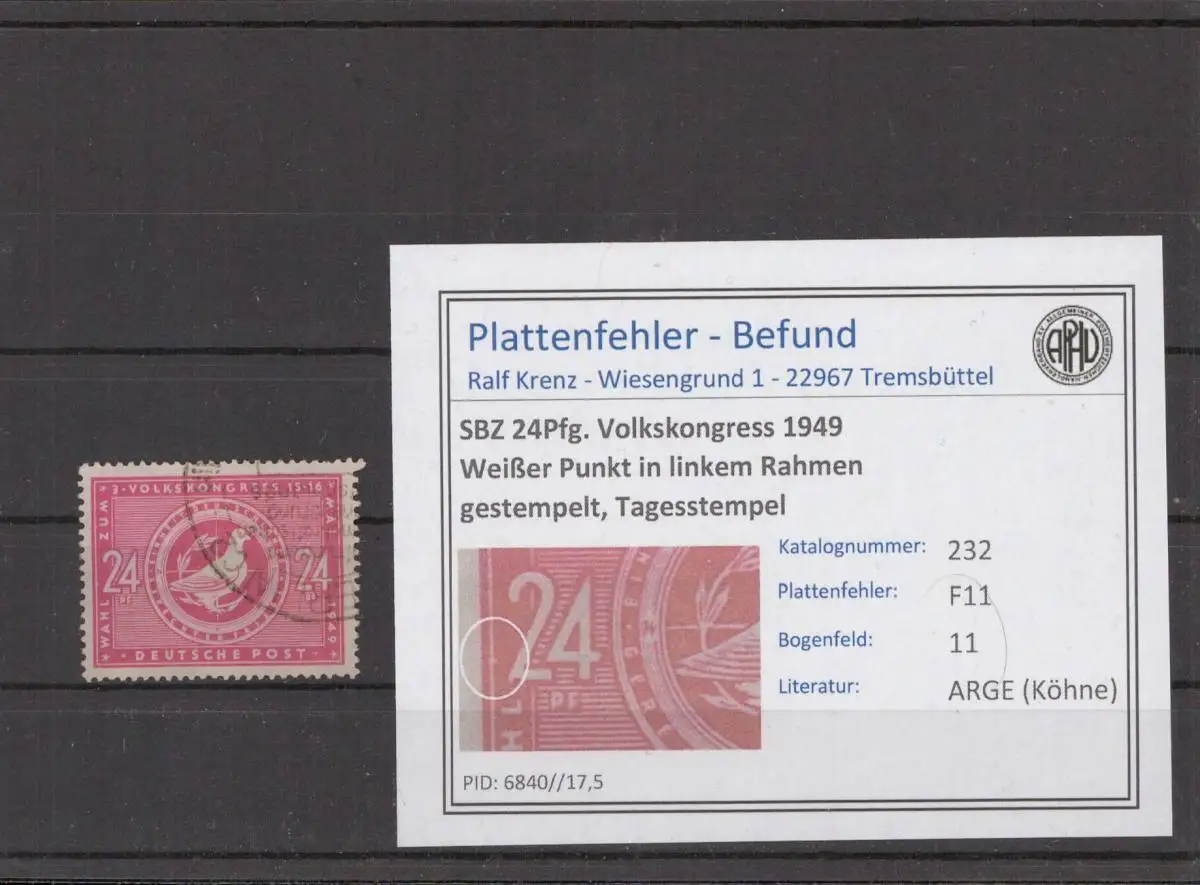 3·VOLKSKONGRESS 15·16
WAHL ZUM
MAI 1949
24
PF
24
DEUTSCHE POST
Plattenfehler - Befund
Ralf Krenz - Wiesengrund 1 - 22967 Tremsbüttel
APHV
SBZ 24Pfg. Volkskongress 1949
Weißer Punkt in linkem Rahmen
gestempelt, Tagesstempel
24
PF
Katalognummer: 232
Plattenfehler: F11
Bogenfeld: 11
Literatur: ARGE (Köhne)
PID: 6840//17,5